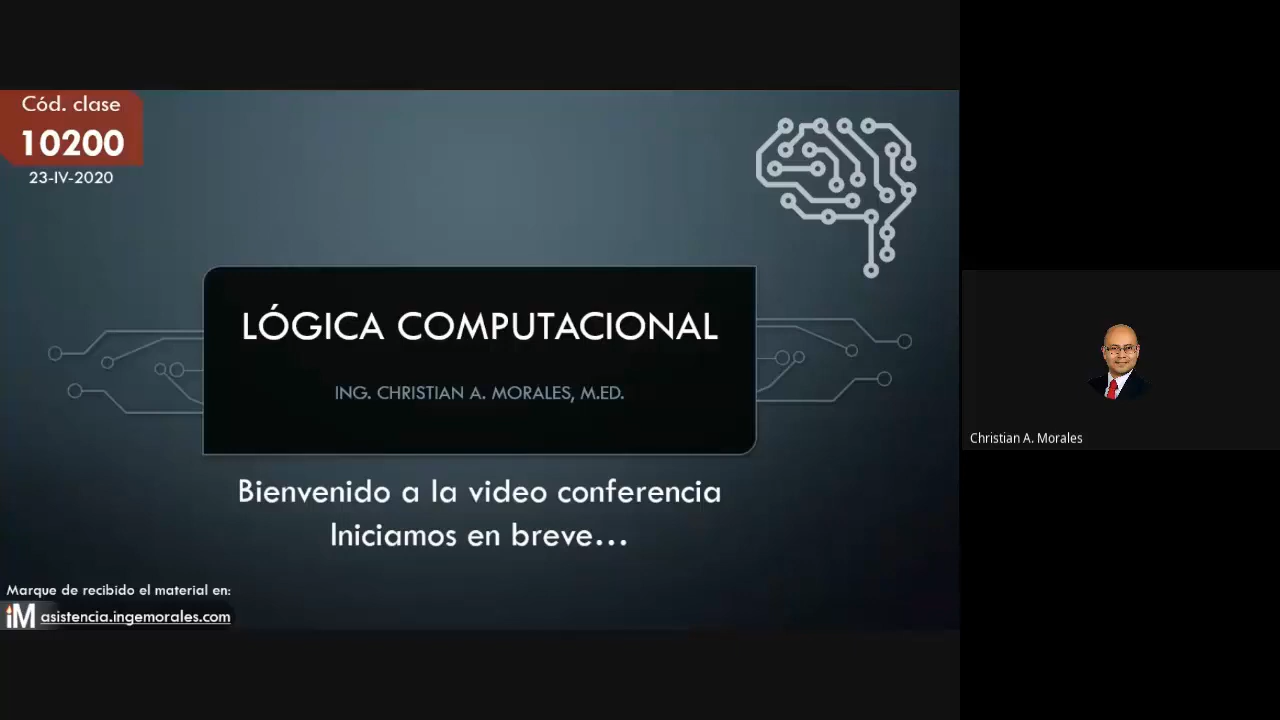 Cód. clase
10200
23-IV-2020
LÓGICA COMPUTACIONAL
ING. CHRISTIAN A. MORALES, M.ED.
Bienvenido a la video conferencia
Iniciamos en breve...
Marque de recibido el material en:
iM asistencia.ingemorales.com
Christian A. Morales